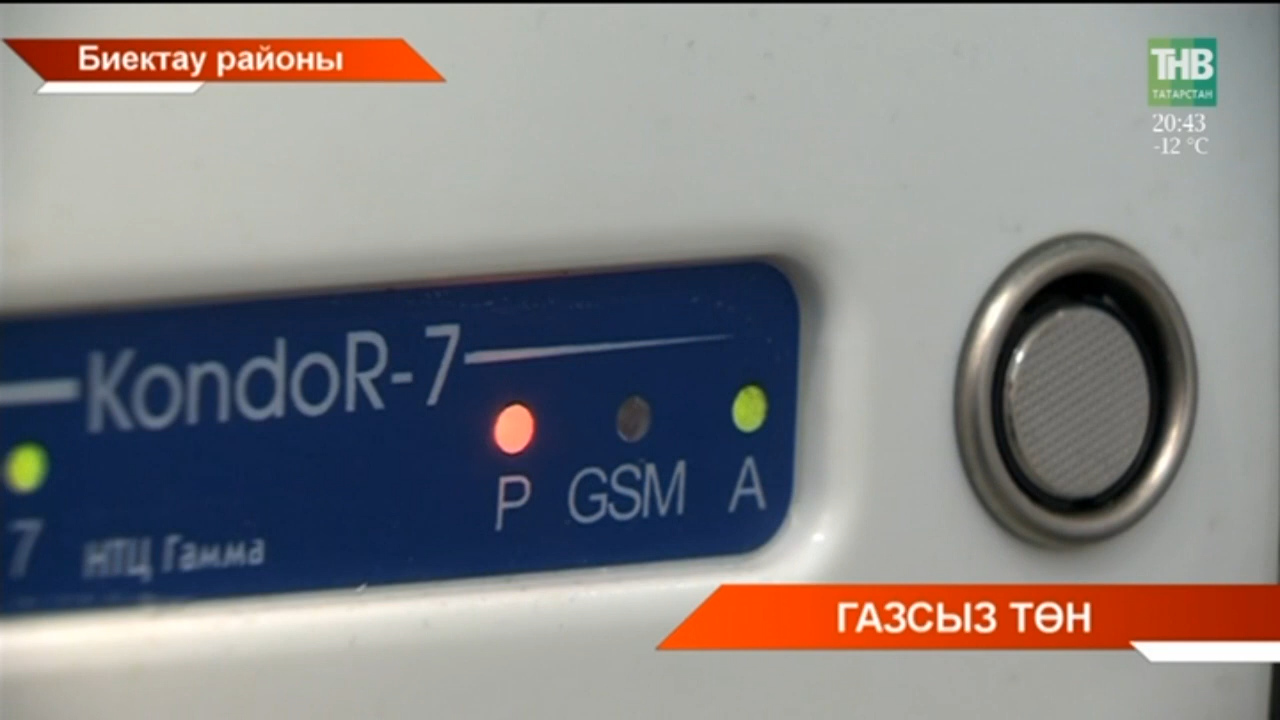 Биектау районы
ТНВ
ТАТАРСТАН
20:43
-12 °C
KondoR-7
P GSM A
7 НТЦ Гамма
ГАЗСЫЗ ТӨН